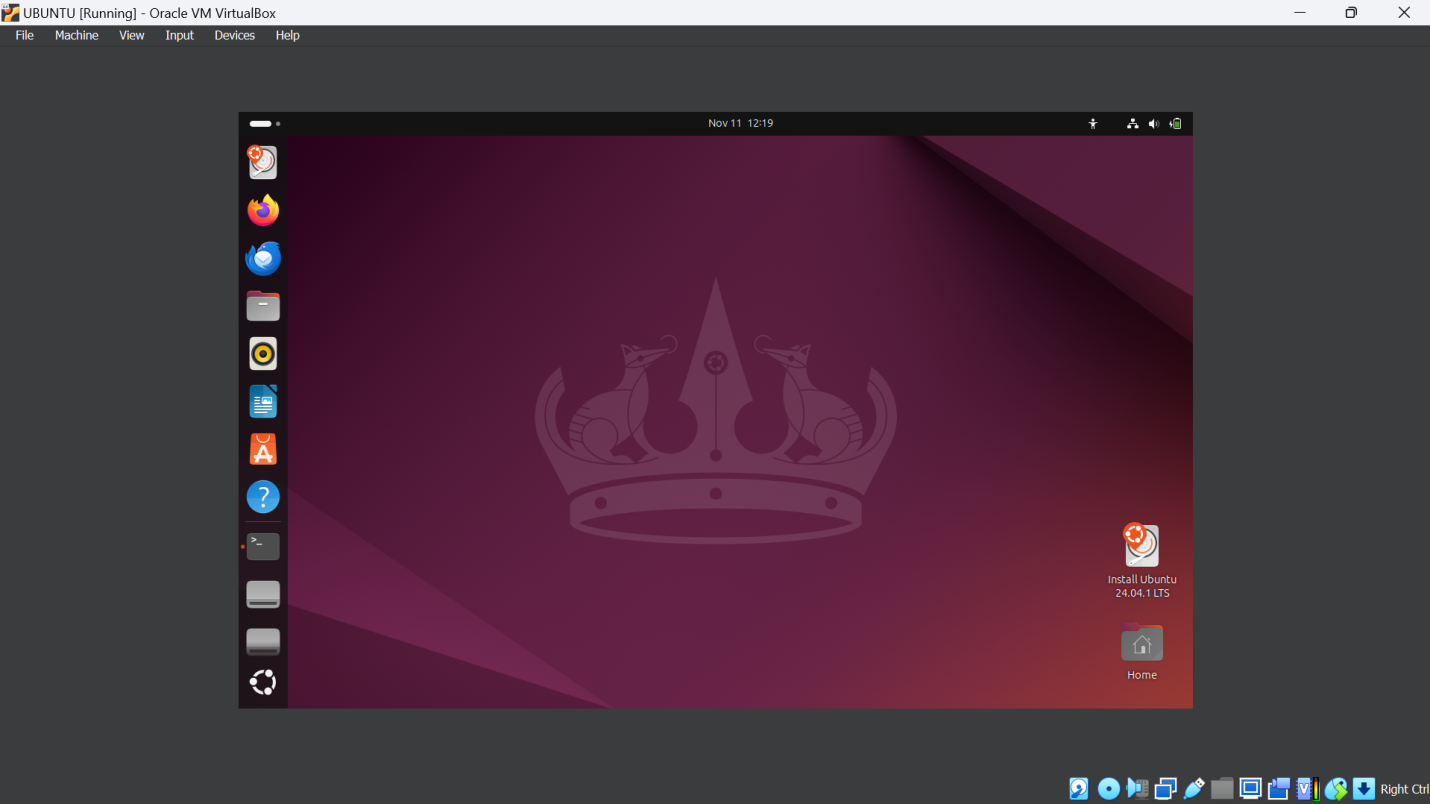 UBUNTU [Running] - Oracle VM VirtualBox
File Machine View Input Devices Help
Nov 11 12:19
>_
?
Install Ubuntu
24.04.1 LTS
Home
V
Right Ctrl